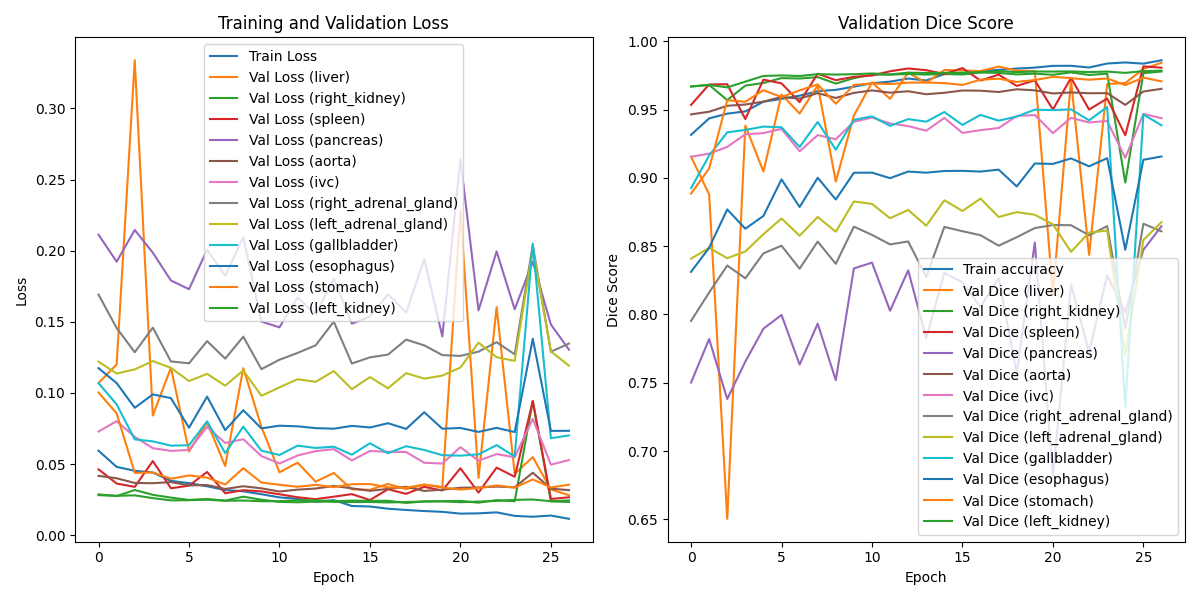 Training and Validation Loss
Loss
0.30
0.25
0.20
0.15
0.10
0.05
0.00
Train Loss
Val Loss (liver)
Val Loss (right_kidney)
Val Loss (spleen)
Val Loss (pancreas)
Val Loss (aorta)
Val Loss (ivc)
Val Loss (right_adrenal_gland)
Val Loss (left_adrenal_gland)
Val Loss (gallbladder)
Val Loss (esophagus)
Val Loss (stomach)
Val Loss (left_kidney)
0 5 10 15 20 25
Epoch
Validation Dice Score
Dice Score
1.00
0.95
0.90
0.85
0.80
0.75
0.70
0.65
Train accuracy
Val Dice (liver)
Val Dice (right_kidney)
Val Dice (spleen)
Val Dice (pancreas)
Val Dice (aorta)
Val Dice (ivc)
Val Dice (right_adrenal_gland)
Val Dice (left_adrenal_gland)
Val Dice (gallbladder)
Val Dice (esophagus)
Val Dice (stomach)
Val Dice (left_kidney)
0 5 10 15 20 25
Epoch